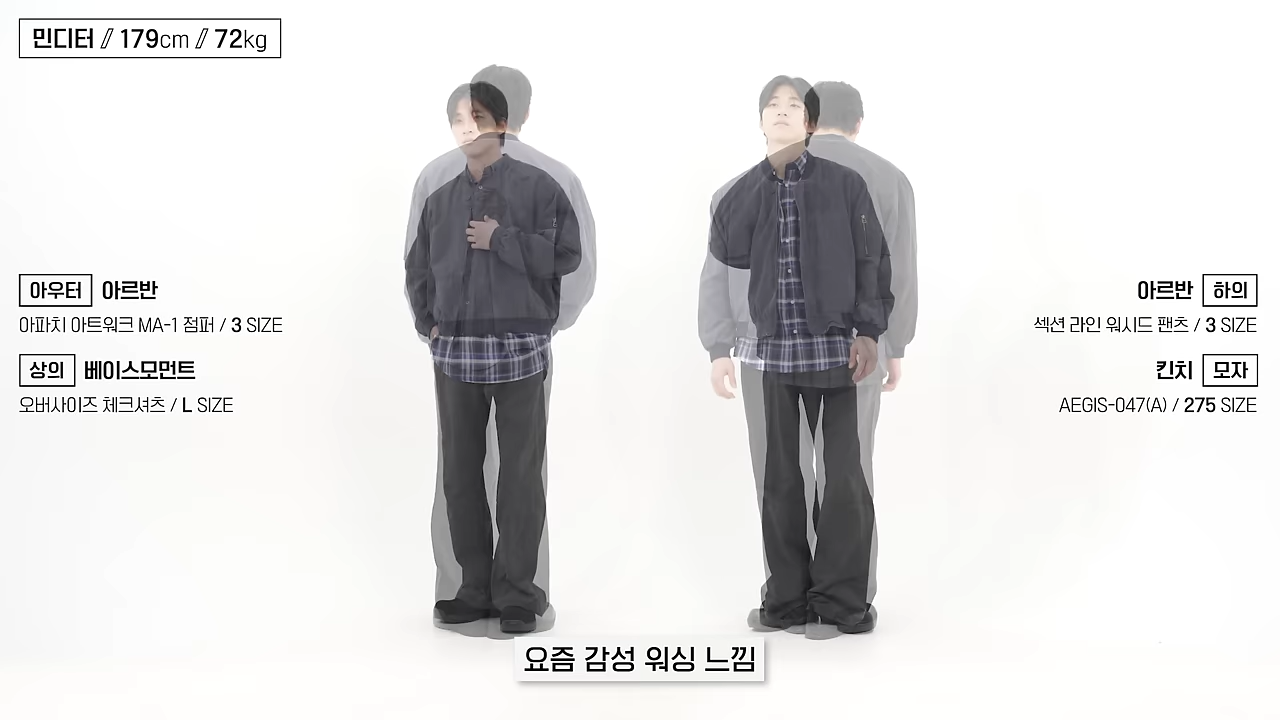 민디터 // 179cm // 72kg
아우터 아르반
아파치 아트워크 MA-1 점퍼 / 3 SIZE
상의 베이스모먼트
오버사이즈 체크셔츠 / L SIZE
아르반 하의
섹션 라인 워시드 팬츠 / 3 SIZE
킨치 모자
AEGIS-047(A) / 275 SIZE
요즘 감성 워싱 느낌